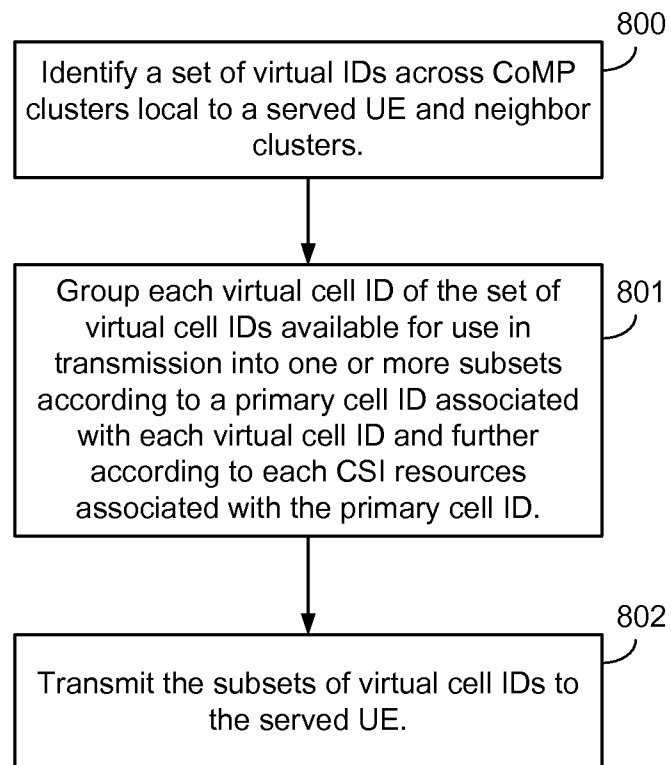 800
Identify a set of virtual IDs across CoMP
clusters local to a served UE and neighbor
clusters.
801
Group each virtual cell ID of the set of
virtual cell IDs available for use in
transmission into one or more subsets
according to a primary cell ID associated
with each virtual cell ID and further
according to each CSI resources
associated with the primary cell ID.
802
Transmit the subsets of virtual cell IDs to
the served UE.